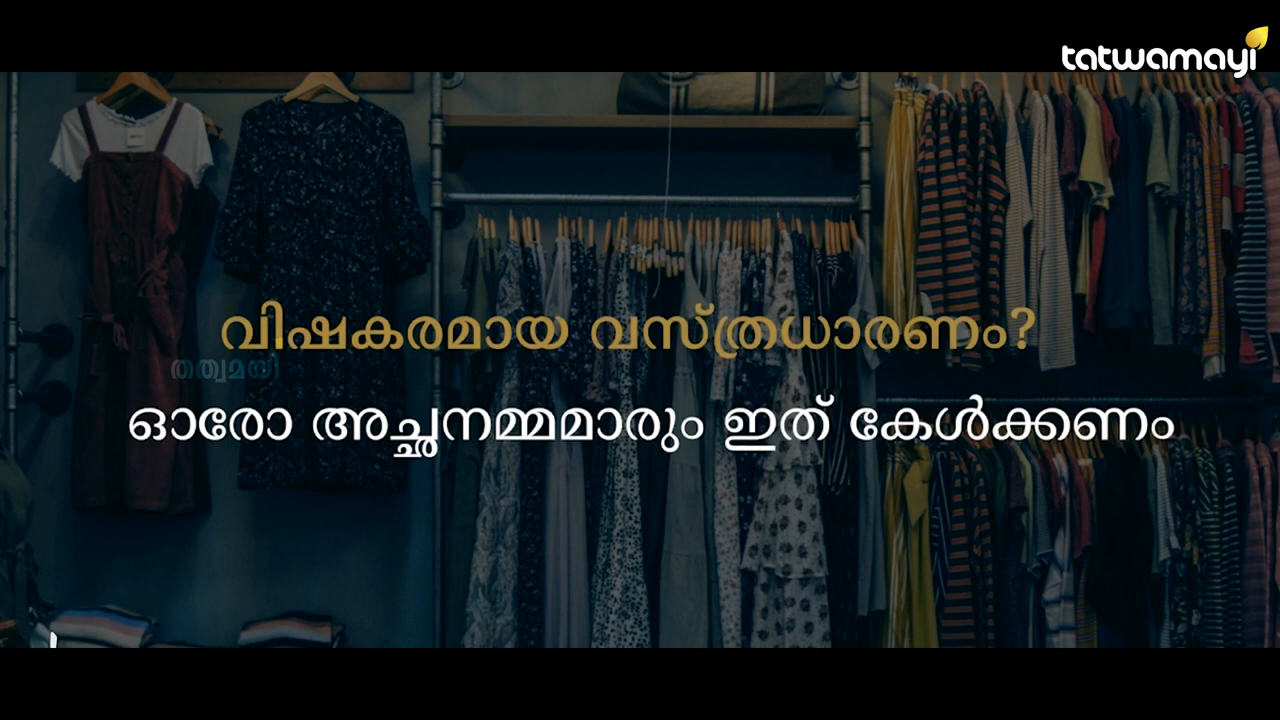 tatwamayi
വിഷകരമായ വസ്ത്രധാരണം?
തത്വമയി
ഓരോ അച്ഛനമ്മമാരും ഇത് കേൾക്കണം